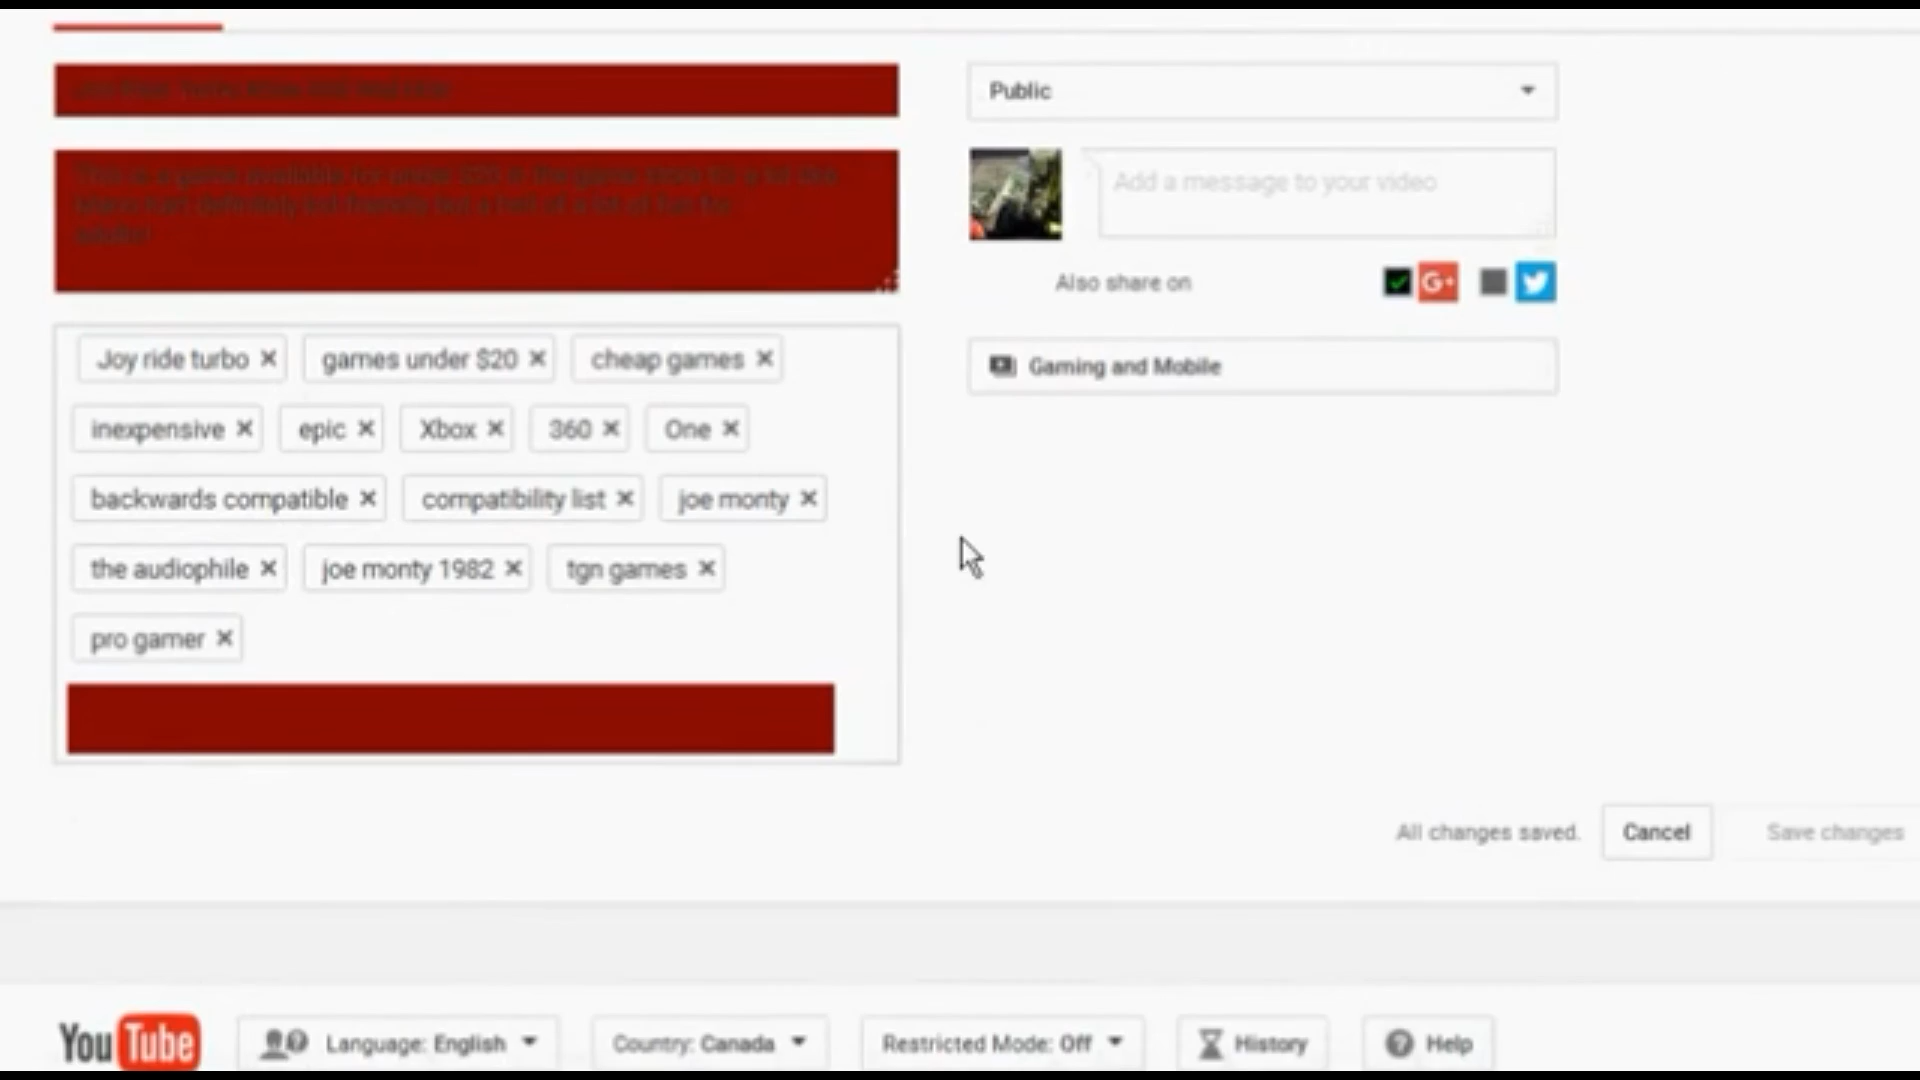 Public
Add a message to your video
Also share on
G+
Joy ride turbo × games under $20 × cheap games ×
Gaming and Mobile
inexpensive × epic × Xbox × 360 × One ×
backwards compatible × compatibility list × joe monty ×
the audiophile × joe monty 1982 × tgn games ×
pro gamer ×
All changes saved. Cancel Save changes
YouTube Language: English Country: Canada Restricted Mode: Off History Help